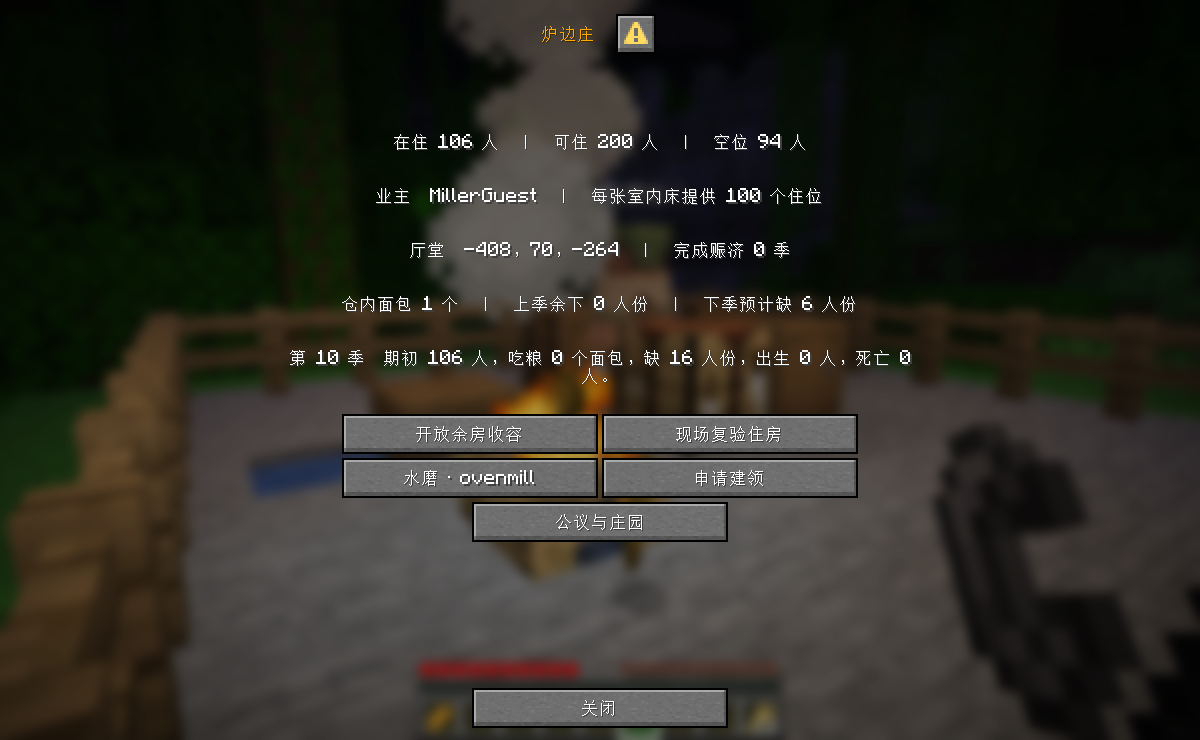 炉边庄
在住 106 人 | 可住 200 人 | 空位 94 人
业主 MillerGuest | 每张室内床提供 100 个住位
厅堂 -408, 70, -264 | 完成赈济 0 季
仓内面包 1 个 | 上季余下 0 人份 | 下季预计缺 6 人份
第 10 季 期初 106 人, 吃粮 0 个面包, 缺 16 人份, 出生 0 人, 死亡 0
人。
开放余房收容 现场复验住房
水磨 · ovenmill 申请建领
公议与庄园
关闭